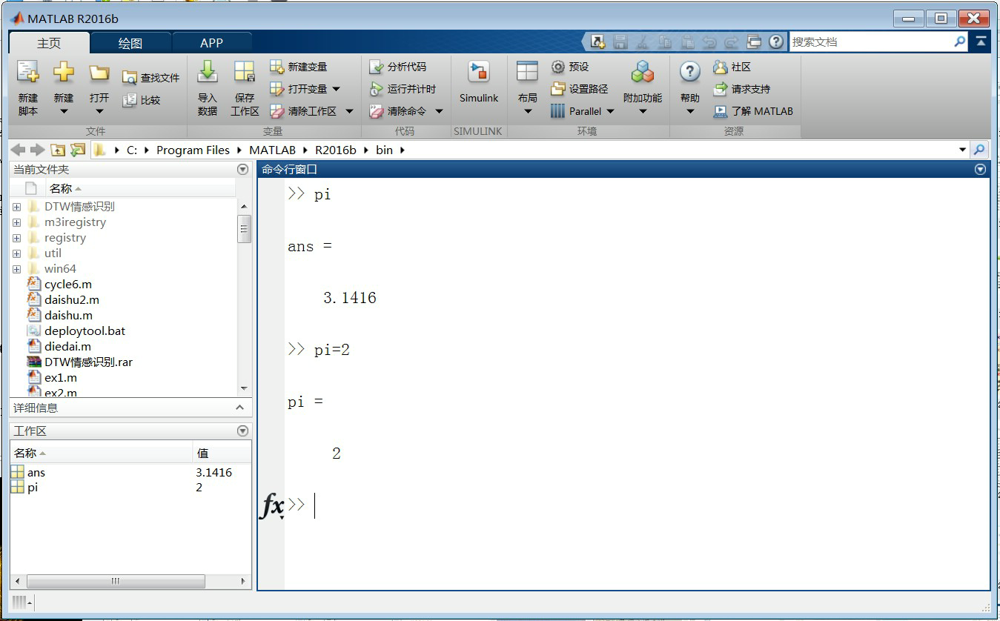 MATLAB R2016b
主页 绘图 APP 搜索文档
新建脚本 新建 打开 查找文件 比较 文件
导入数据 保存工作区 新建变量 打开变量 清除工作区 变量
分析代码 运行并计时 清除命令 代码
Simulink SIMULINK
布局 预设 设置路径 Parallel 附加功能 环境
帮助 社区 请求支持 了解 MATLAB 资源
C: Program Files MATLAB R2016b bin
当前文件夹
名称
DTW情感识别
m3iregistry
registry
util
win64
cycle6.m
daishu2.m
daishu.m
deploytool.bat
diedai.m
DTW情感识别.rar
ex1.m
ex2.m
详细信息
工作区
名称 值
ans 3.1416
pi 2
命令行窗口
>> pi
ans =
3.1416
>> pi=2
pi =
2
fx >>